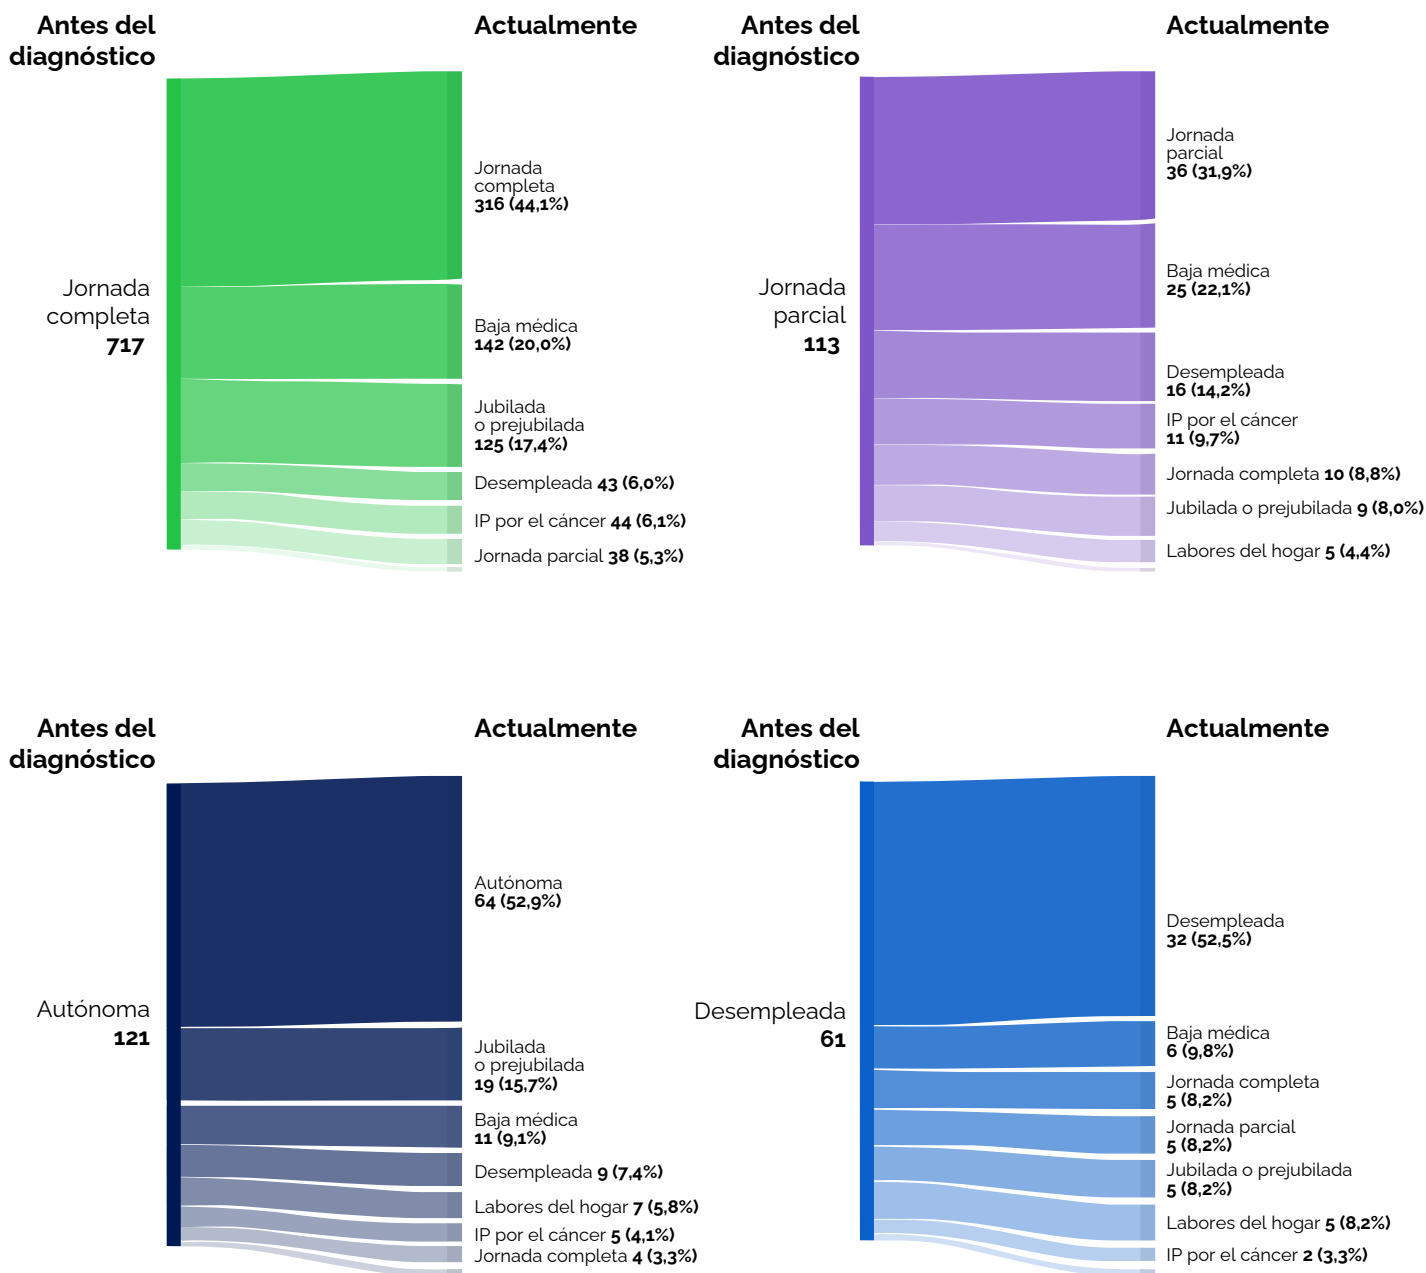 Antes del
diagnóstico
Actualmente
Jornada
completa
717
Jornada
completa
316 (44,1%)
Baja médica
142 (20,0%)
Jubilada
o prejubilada
125 (17,4%)
Desempleada 43 (6,0%)
IP por el cáncer 44 (6,1%)
Jornada parcial 38 (5,3%)
Antes del
diagnóstico
Actualmente
Jornada
parcial
113
Jornada
parcial
36 (31,9%)
Baja médica
25 (22,1%)
Desempleada
16 (14,2%)
IP por el cáncer
11 (9,7%)
Jornada completa 10 (8,8%)
Jubilada o prejubilada 9 (8,0%)
Labores del hogar 5 (4,4%)
Antes del
diagnóstico
Actualmente
Autónoma
121
Autónoma
64 (52,9%)
Jubilada
o prejubilada
19 (15,7%)
Baja médica
11 (9,1%)
Desempleada 9 (7,4%)
Labores del hogar 7 (5,8%)
IP por el cáncer 5 (4,1%)
Jornada completa 4 (3,3%)
Antes del
diagnóstico
Actualmente
Desempleada
61
Desempleada
32 (52,5%)
Baja médica
6 (9,8%)
Jornada completa
5 (8,2%)
Jornada parcial
5 (8,2%)
Jubilada o prejubilada
5 (8,2%)
Labores del hogar 5 (8,2%)
IP por el cáncer 2 (3,3%)